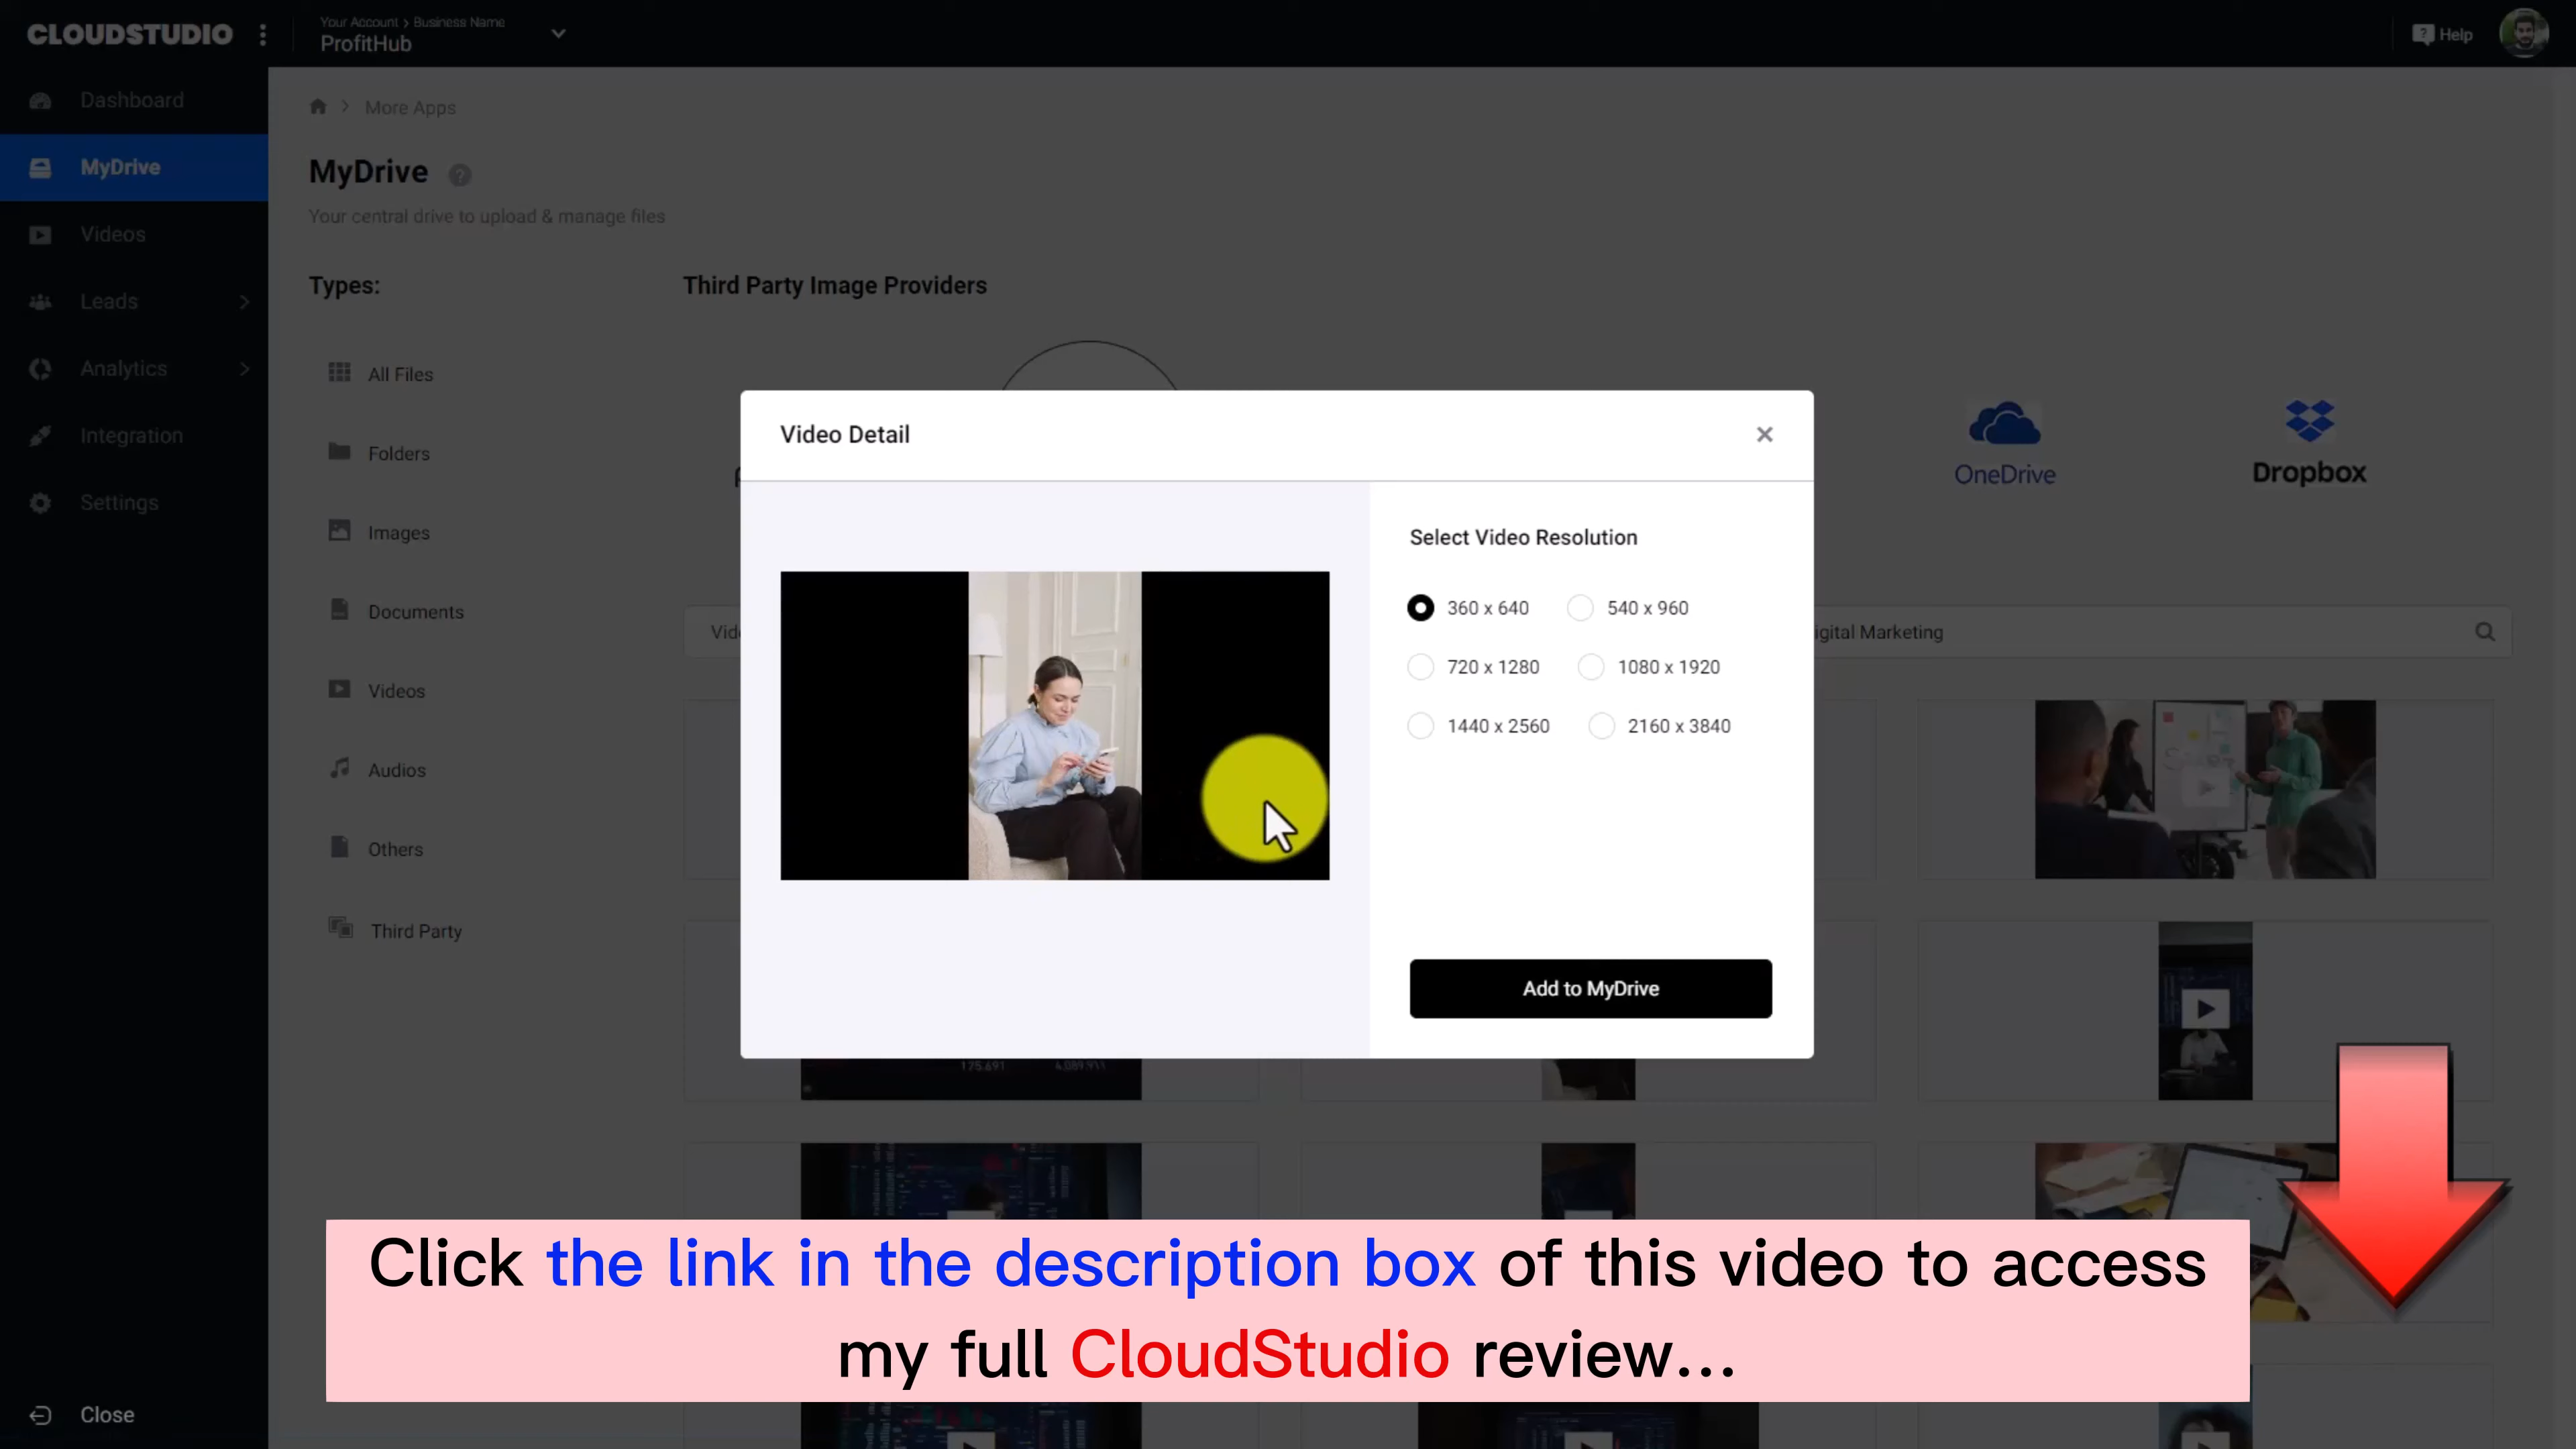 CLOUDSTUDIO
Your Account > Business Name
ProfitHub
Help
Dashboard
MyDrive
Videos
Leads
Analytics
Integration
Settings
Close
More Apps
MyDrive
Your central drive to upload & manage files
Types:
All Files
Folders
Images
Documents
Videos
Audios
Others
Third Party
Third Party Image Providers
OneDrive
Dropbox
igital Marketing
Video Detail
Select Video Resolution
360 x 640
540 x 960
720 x 1280
1080 x 1920
1440 x 2560
2160 x 3840
Add to MyDrive
175.691
Click the link in the description box of this video to access
my full CloudStudio review...